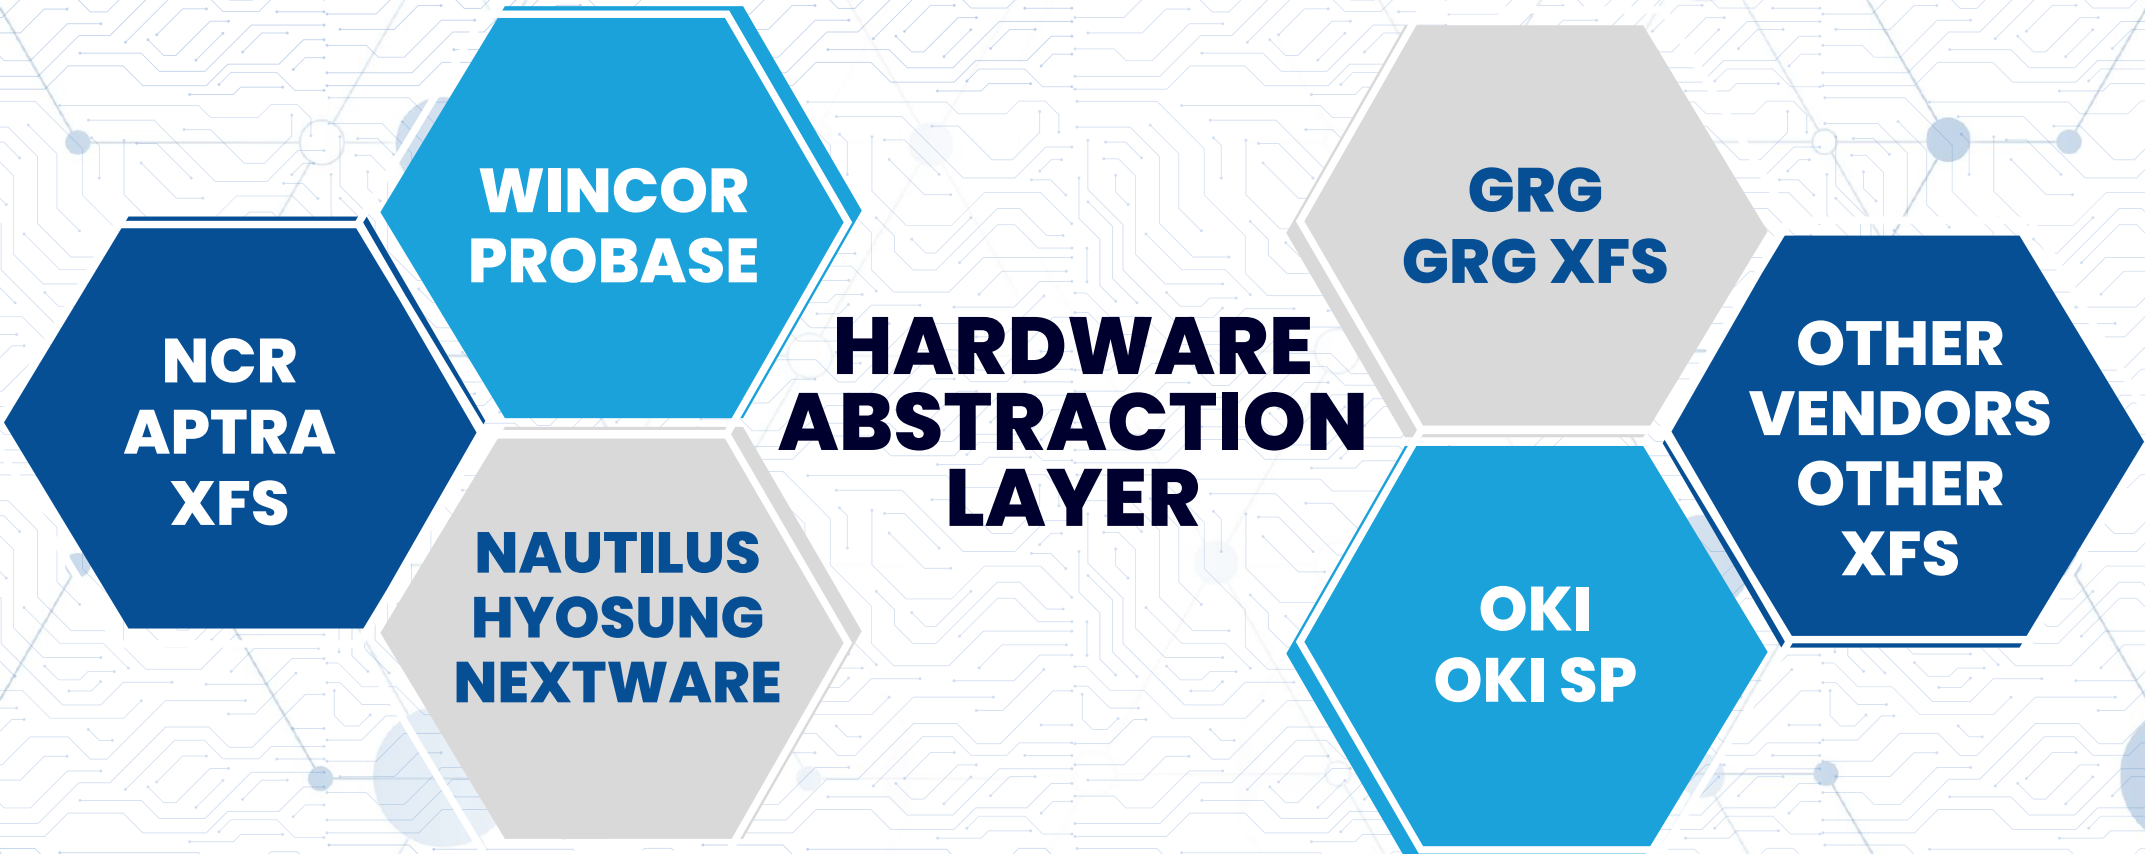 NCR
APTRA
XFS
WINCOR
PROBASE
NAUTILUS
HYOSUNG
NEXTWARE
HARDWARE
ABSTRACTION
LAYER
GRG
GRG XFS
OKI
OKI SP
OTHER
VENDORS
OTHER
XFS